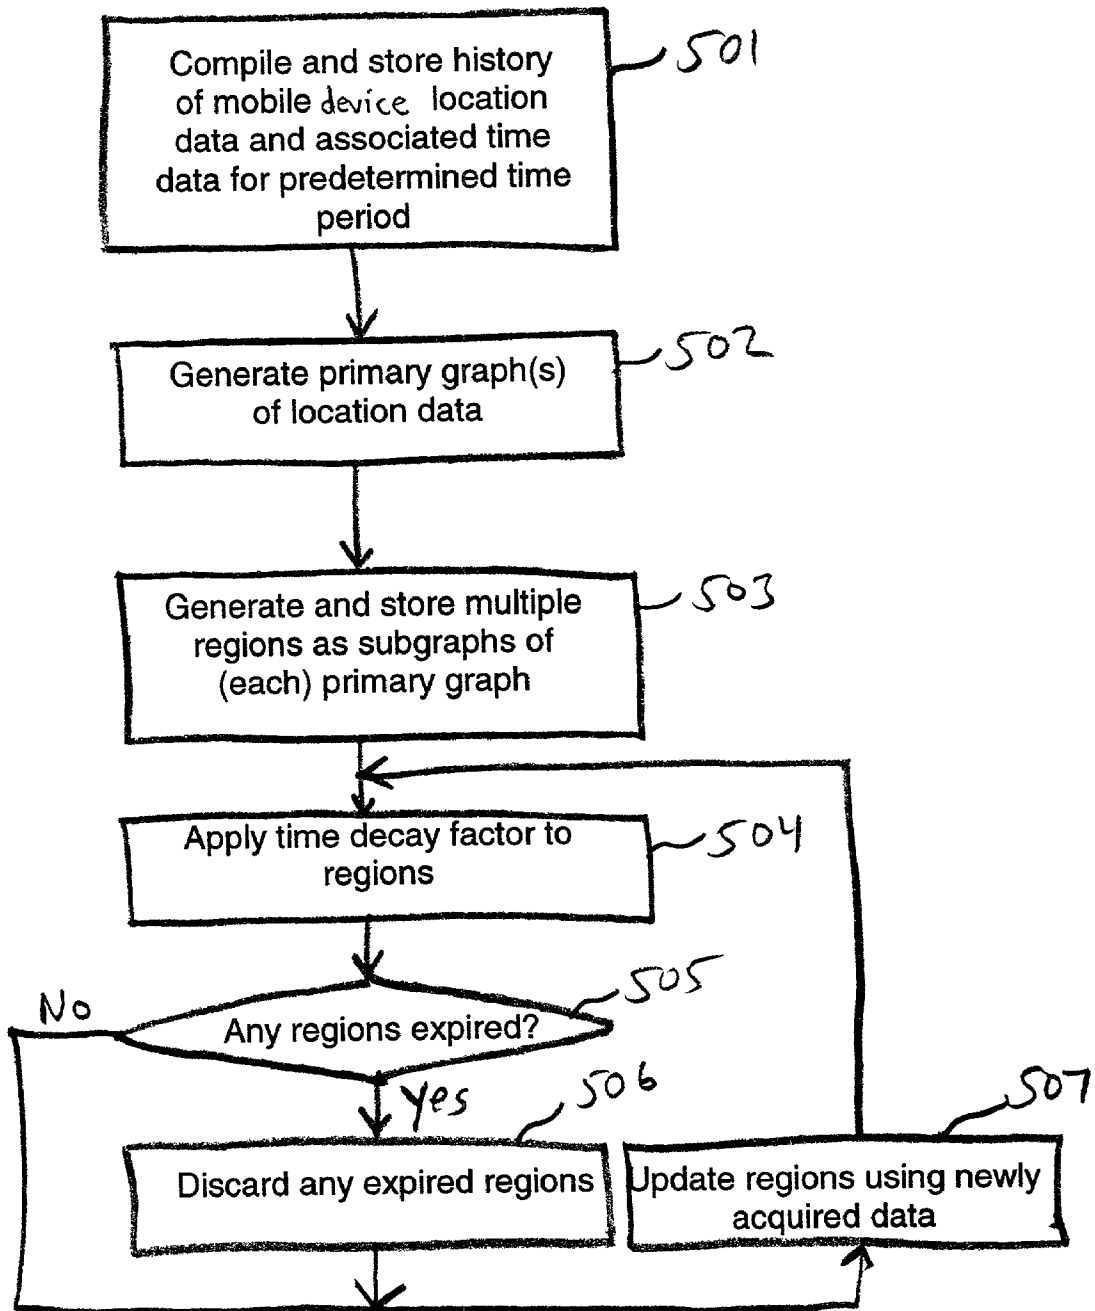 Compile and store history
of mobile device location
data and associated time
data for predetermined time
period
501
Generate primary graph(s)
of location data
502
Generate and store multiple
regions as subgraphs of
(each) primary graph
503
Apply time decay factor to
regions
504
Any regions expired?
505
No
Yes
Discard any expired regions
506
Update regions using newly
acquired data
507